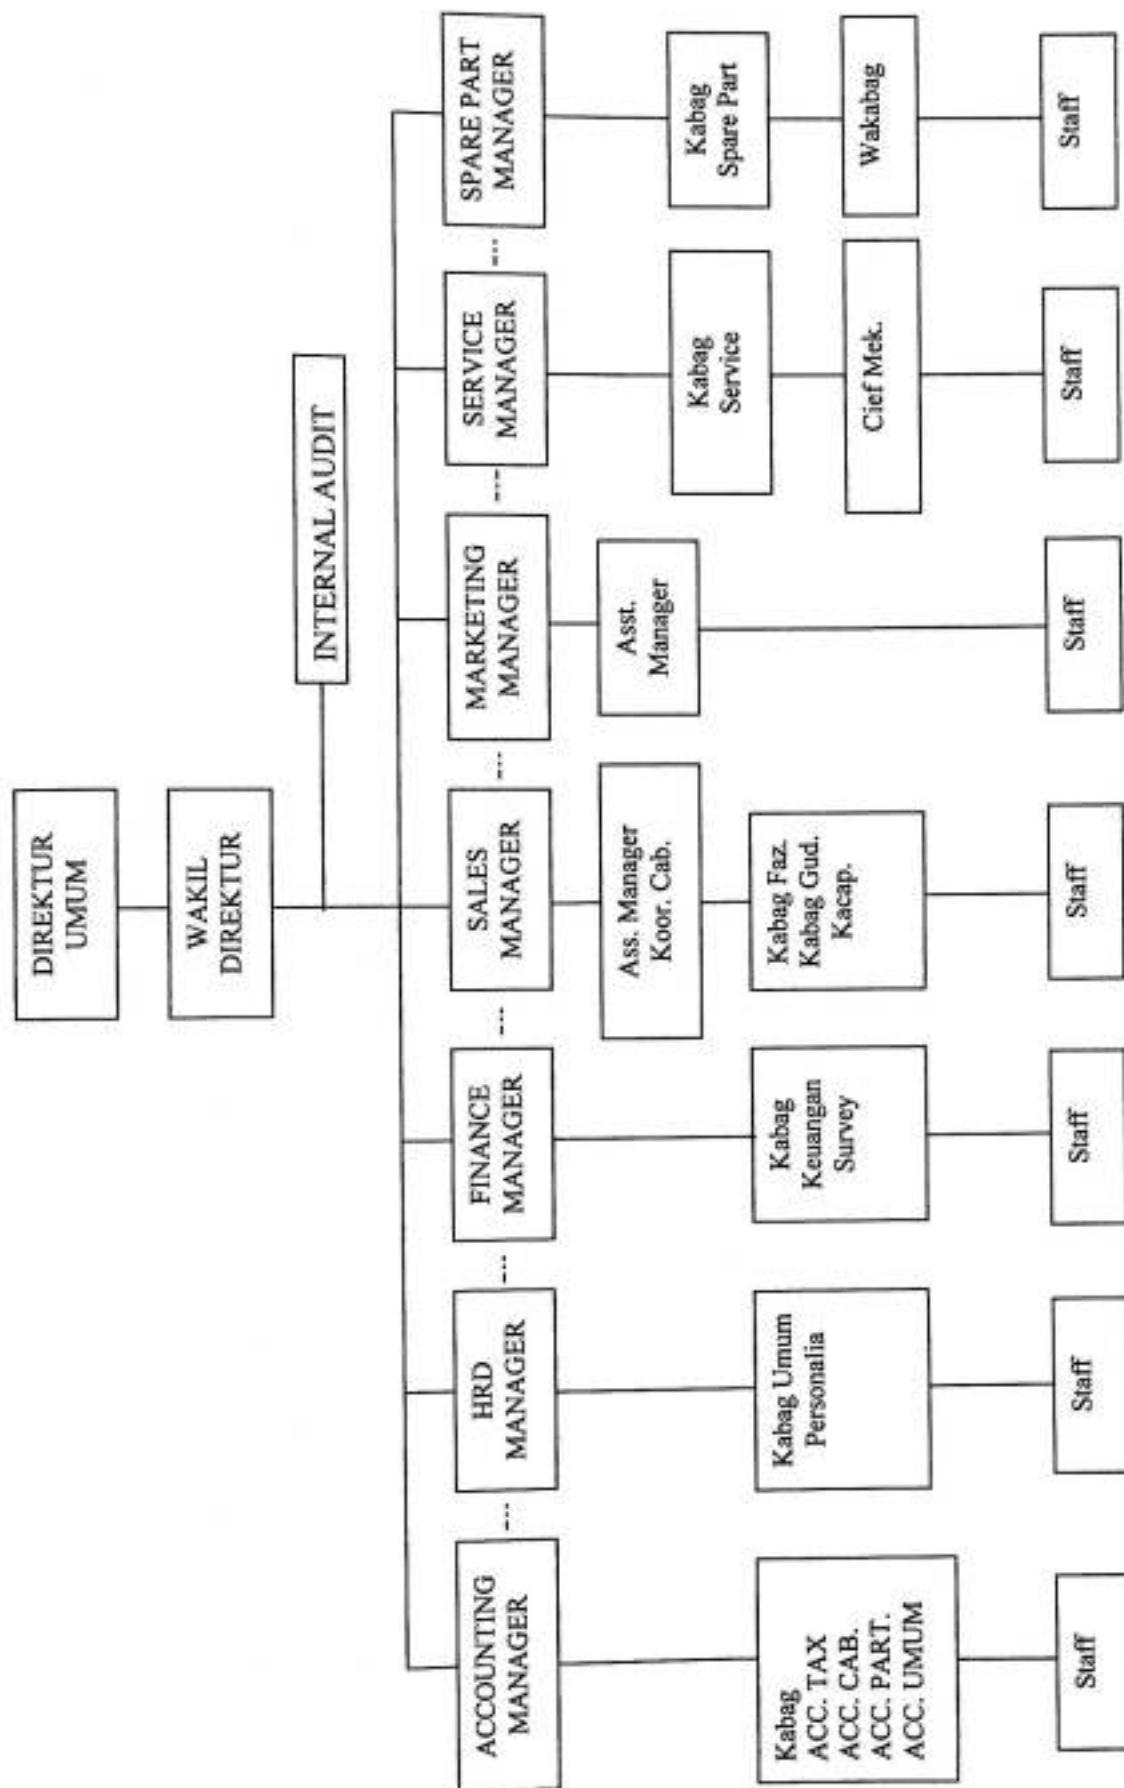 DIREKTUR
UMUM
WAKIL
DIREKTUR
INTERNAL AUDIT
ACCOUNTING
MANAGER
HRD
MANAGER
FINANCE
MANAGER
SALES
MANAGER
MARKETING
MANAGER
SERVICE
MANAGER
SPARE PART
MANAGER
Ass. Manager
Koor. Cab.
Asst.
Manager
Kabag
Service
Kabag
Spare Part
Kabag
ACC. TAX
ACC. CAB.
ACC. PART.
ACC. UMUM
Kabag Umum
Personalia
Kabag
Keuangan
Survey
Kabag Faz.
Kabag Gud.
Kacap.
Cief Mek.
Wakabag
Staff
Staff
Staff
Staff
Staff
Staff
Staff